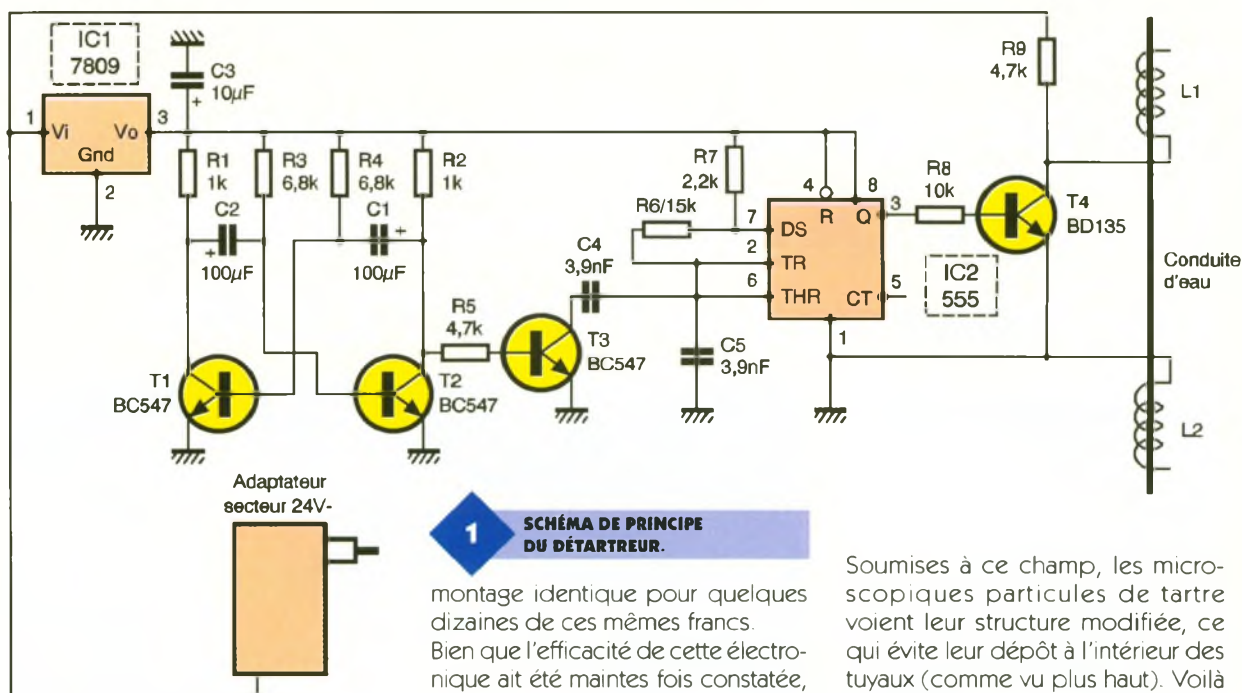 IC1
7809
1
Vi
Vo
3
Gnd
2
C3
10µF
+
R1
1k
R3
6,8k
R4
6,8k
R2
1k
C2
+
100µF
C1
+
100µF
T1
BC547
T2
BC547
R5
4,7k
T3
BC547
C4
3,9nF
C5
3,9nF
R6/15k
R7
2,2k
4
8
R
Q
3
7
DS
2
TR
6
THR
CT
5
1
IC2
555
R8
10k
R9
4,7k
T4
BD135
L1
Conduite
d'eau
L2
Adaptateur
secteur 24V-
1
SCHÉMA DE PRINCIPE
DU DÉTARTREUR.
montage identique pour quelques
dizaines de ces mêmes francs.
Bien que l'efficacité de cette électro-
nique ait été maintes fois constatée,
Soumises à ce champ, les micro-
scopiques particules de tartre
voient leur structure modifiée, ce
qui évite leur dépôt à l'intérieur des
tuyaux (comme vu plus haut). Voilà